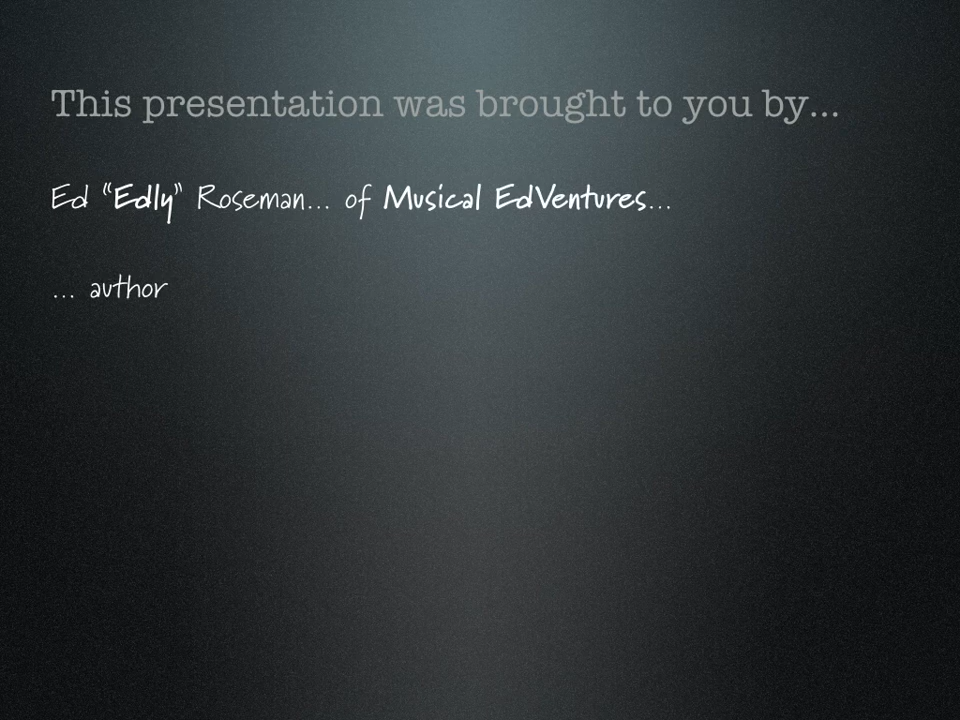 This presentation was brought to you by...
Ed "Edly" Roseman... of Musical EdVentures...
... author